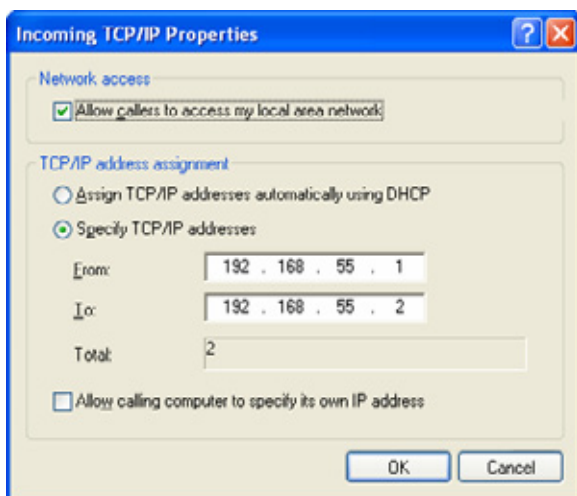 Incoming TCP/IP Properties
Network access
Allow callers to access my local area network
TCP/IP address assignment
Assign TCP/IP addresses automatically using DHCP
Specify TCP/IP addresses
From: 192 . 168 . 55 . 1
To: 192 . 168 . 55 . 2
Total: 2
Allow calling computer to specify its own IP address
OK Cancel